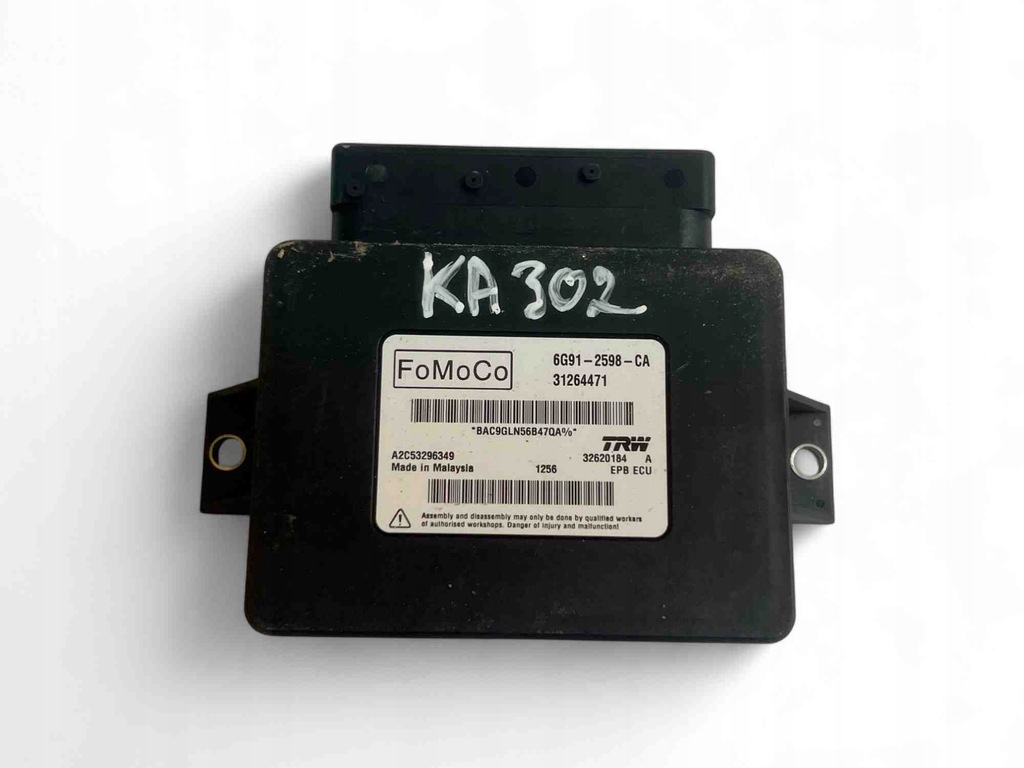 KA 302
FoMoCo
6G91-2598-CA
31264471
*BAC9GLN56B47QA%*
TRW
A2C53296349
32620184 A
Made in Malaysia 1256 EPB ECU
Assembly and disassembly may only be done by qualified workers
of authorised workshops. Danger of injury and malfunction!